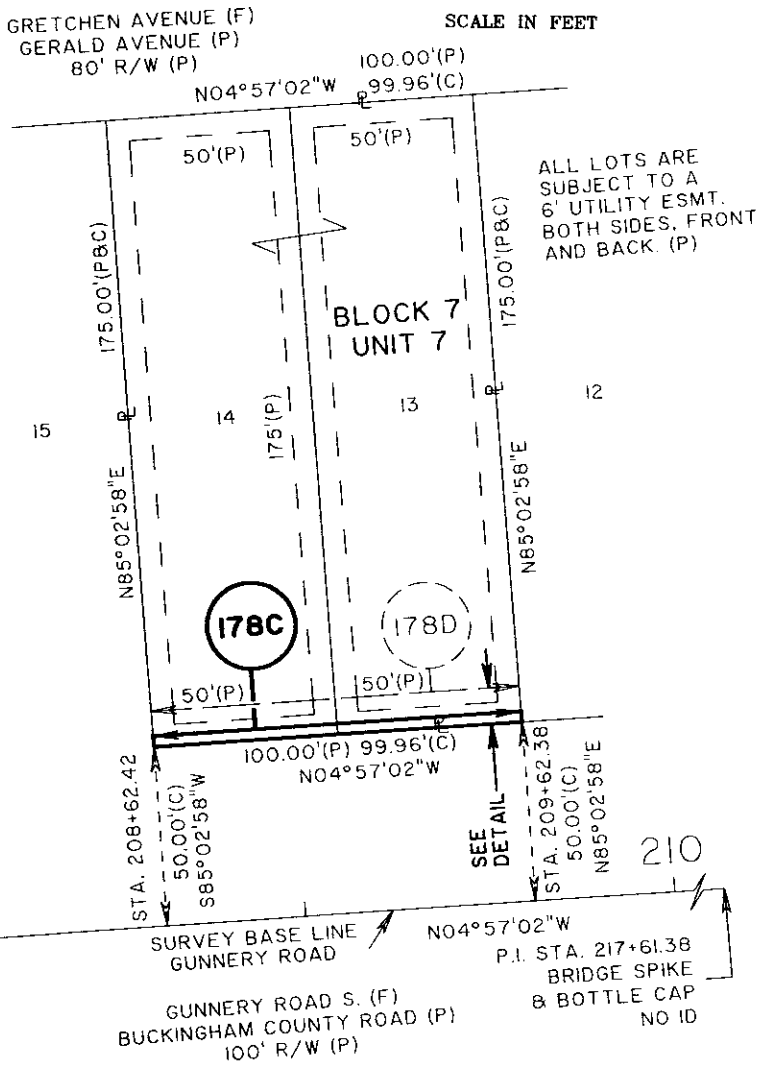 GRETCHEN AVENUE (F)
GERALD AVENUE (P)
80' R/W (P)
SCALE IN FEET
100.00'(P)
N04°57'02"W 99.96'(C)
50'(P)
50'(P)
ALL LOTS ARE
SUBJECT TO A
6' UTILITY ESMT.
BOTH SIDES, FRONT
AND BACK. (P)
175.00'(P&C)
175.00'(P&C)
BLOCK 7
UNIT 7
15
14
175'(P)
13
12
N85°02'58"E
N85°02'58"E
178C
178D
50'(P)
50'(P)
100.00'(P) 99.96'(C)
N04°57'02"W
STA. 208+62.42
50.00'(C)
S85°02'58"W
SEE
DETAIL
STA. 209+62.38
50.00'(C)
N85°02'58"E
210
SURVEY BASE LINE
GUNNERY ROAD
N04°57'02"W
P.I. STA. 217+61.38
BRIDGE SPIKE
& BOTTLE CAP
NO ID
GUNNERY ROAD S. (F)
BUCKINGHAM COUNTY ROAD (P)
100' R/W (P)